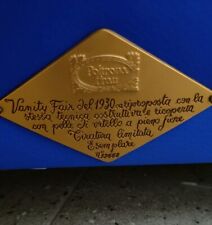 Poltrona
Frau
Vanity Fair del 1930 riproposta con la
stessa tecnica costruttiva e ricoperta
con pelle di vitello a pieno fiore
Tiratura limitata
Esemplare